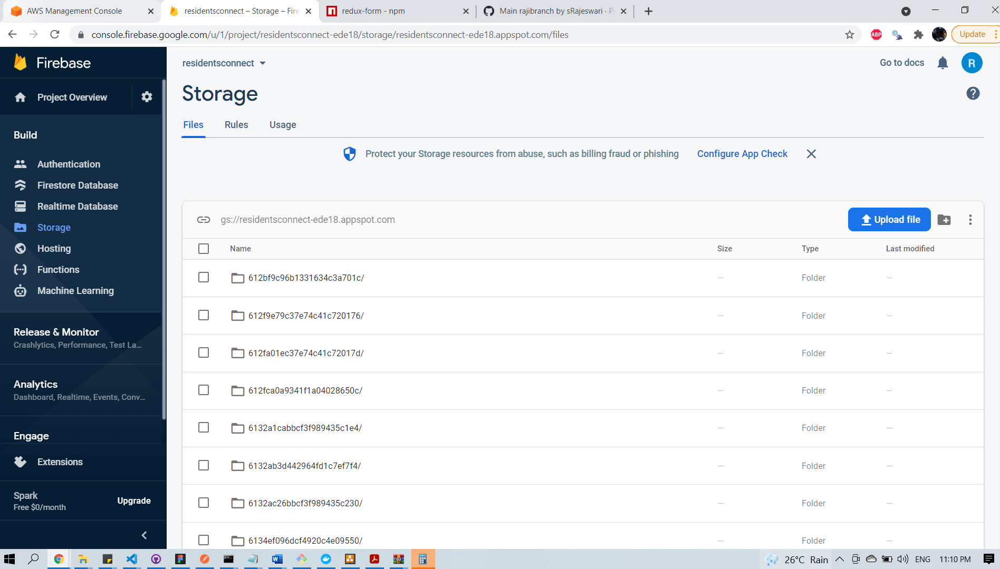 AWS Management Console
residentsconnect – Storage – Fire
redux-form - npm
Main rajibranch by sRajeswari · P
console.firebase.google.com/u/1/project/residentsconnect-ede18/storage/residentsconnect-ede18.appspot.com/files
ABP
Update
Firebase
residentsconnect
Go to docs
R
Project Overview
Storage
?
Files
Rules
Usage
Protect your Storage resources from abuse, such as billing fraud or phishing
Configure App Check
Build
Authentication
Firestore Database
Realtime Database
Storage
Hosting
Functions
Machine Learning
Release & Monitor
Crashlytics, Performance, Test La...
Analytics
Dashboard, Realtime, Events, Conv...
Engage
Extensions
Spark
Free $0/month
Upgrade
gs://residentsconnect-ede18.appspot.com
Upload file
Name Size Type Last modified
612bf9c96b1331634c3a701c/ — Folder —
612f9e79c37e74c41c720176/ — Folder —
612fa01ec37e74c41c72017d/ — Folder —
612fca0a9341f1a04028650c/ — Folder —
6132a1cabbcf3f989435c1e4/ — Folder —
6132ab3d442964fd1c7ef7f4/ — Folder —
6132ac26bbcf3f989435c230/ — Folder —
6134ef096dcf4920c4e09550/ — Folder —
26°C Rain
ENG
11:10 PM